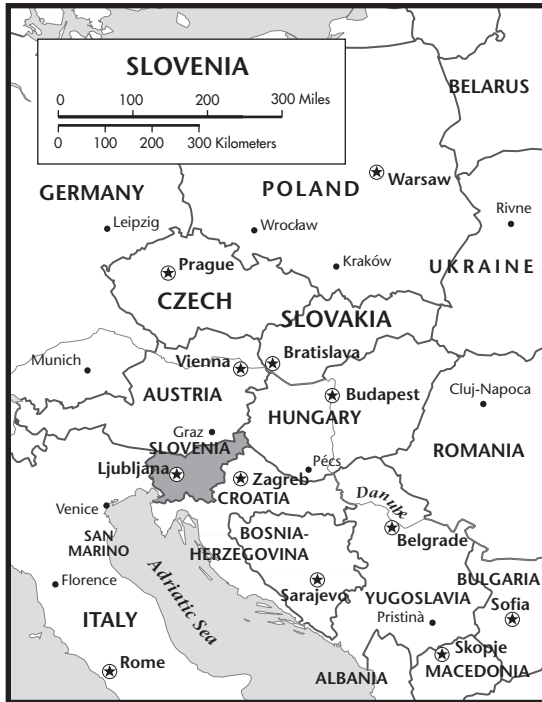 SLOVENIA
0 100 200 300 Miles
0 100 200 300 Kilometers
BELARUS
GERMANY
POLAND
Warsaw
Leipzig
Wrocław
Rivne
Prague
Kraków
UKRAINE
CZECH
SLOVAKIA
Munich
Vienna
Bratislava
AUSTRIA
Budapest
Cluj-Napoca
HUNGARY
Graz
SLOVENIA
ROMANIA
Ljubljana
Pécs
Zagreb
CROATIA
Danube
Venice
SAN
MARINO
BOSNIA-
HERZEGOVINA
Belgrade
Adriatic Sea
Florence
Sarajevo
BULGARIA
YUGOSLAVIA
Sofia
ITALY
Pristinà
Skopje
Rome
MACEDONIA
ALBANIA